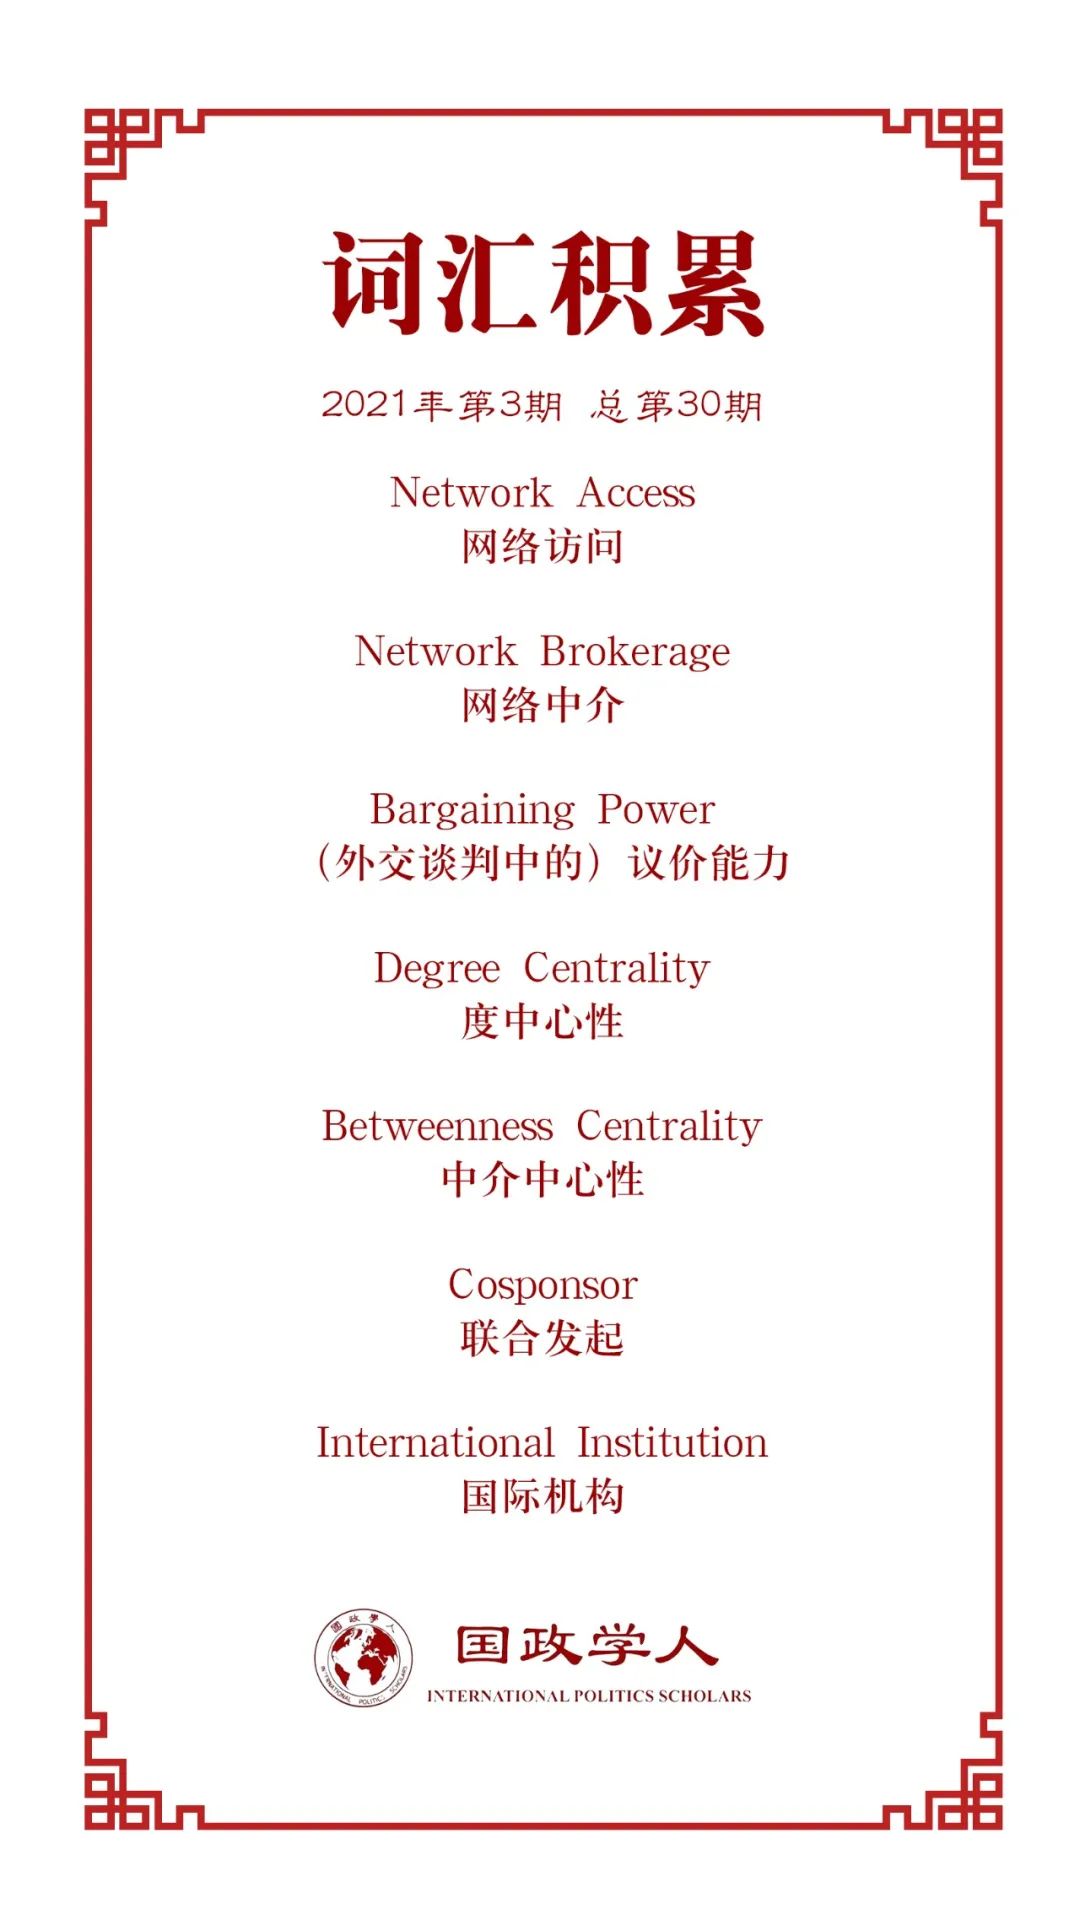 词汇积累
2021年第3期 总第30期
Network Access
网络访问
Network Brokerage
网络中介
Bargaining Power
（外交谈判中的）议价能力
Degree Centrality
度中心性
Betweenness Centrality
中介中心性
Cosponsor
联合发起
International Institution
国际机构
國政學人
INTERNATIONAL POLITICS SCHOLARS
国政学人
INTERNATIONAL POLITICS SCHOLARS